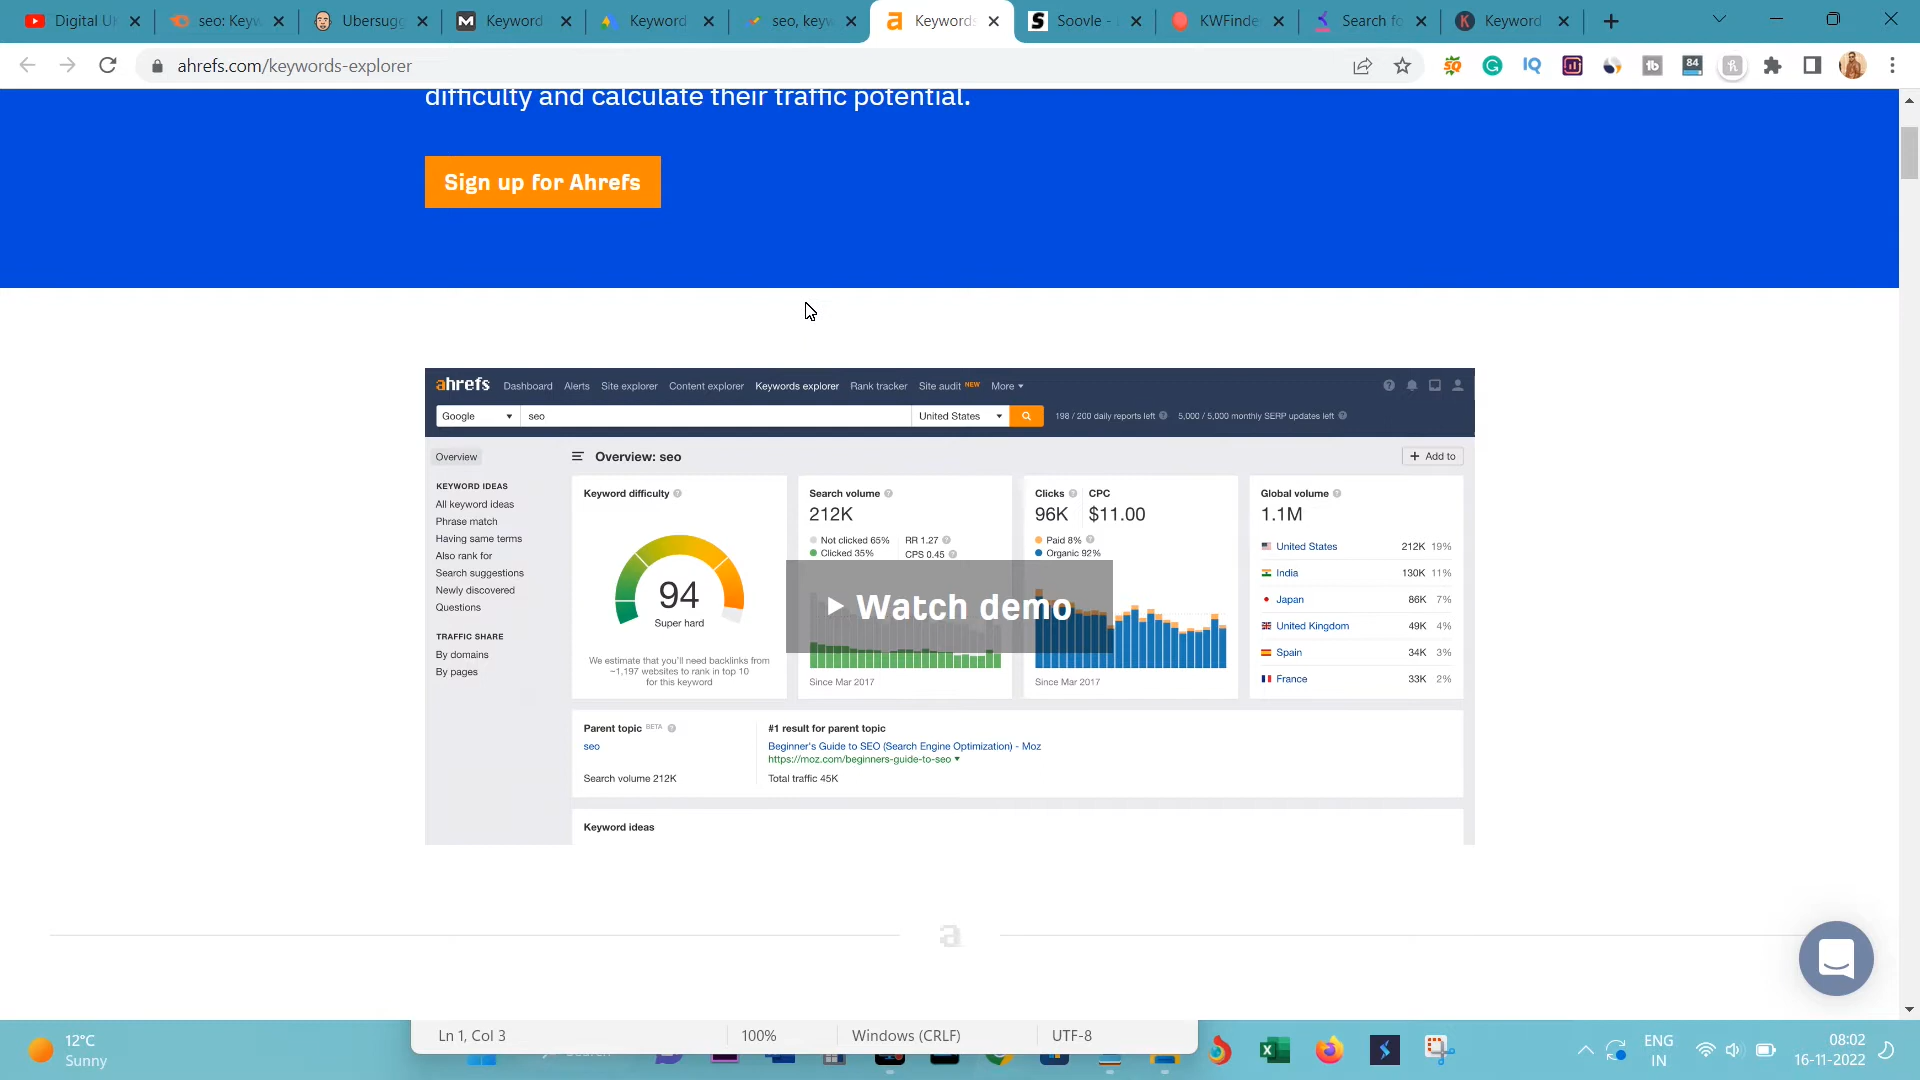 Digital U
seo: Keyw
Ubersugg
Keyword
Keyword
seo, keyw
Keywords
Soovle -
KWFinde
Search fo
Keyword
ahrefs.com/keywords-explorer
84
difficulty and calculate their traffic potential.
Sign up for Ahrefs
ahrefs Dashboard Alerts Site explorer Content explorer Keywords explorer Rank tracker Site audit NEW More
Google seo United States 198 / 200 daily reports left 5,000 / 5,000 monthly SERP updates left
Overview
Overview: seo
+ Add to
KEYWORD IDEAS
All keyword ideas
Phrase match
Having same terms
Also rank for
Search suggestions
Newly discovered
Questions
TRAFFIC SHARE
By domains
By pages
Keyword difficulty
94
Super hard
We estimate that you'll need backlinks from
~1,197 websites to rank in top 10
for this keyword
Search volume
212K
Not clicked 65% RR 1.27
Clicked 35% CPS 0.45
Since Mar 2017
Clicks CPC
96K $11.00
Paid 8%
Organic 92%
Since Mar 2017
Watch demo
Global volume
1.1M
United States 212K 19%
India 130K 11%
Japan 86K 7%
United Kingdom 49K 4%
Spain 34K 3%
France 33K 2%
Parent topic BETA
seo
Search volume 212K
#1 result for parent topic
Beginner's Guide to SEO (Search Engine Optimization) - Moz
https://moz.com/beginners-guide-to-seo
Total traffic 45K
Keyword ideas
Ln 1, Col 3 100% Windows (CRLF) UTF-8
12°C
Sunny
ENG
IN
08:02
16-11-2022